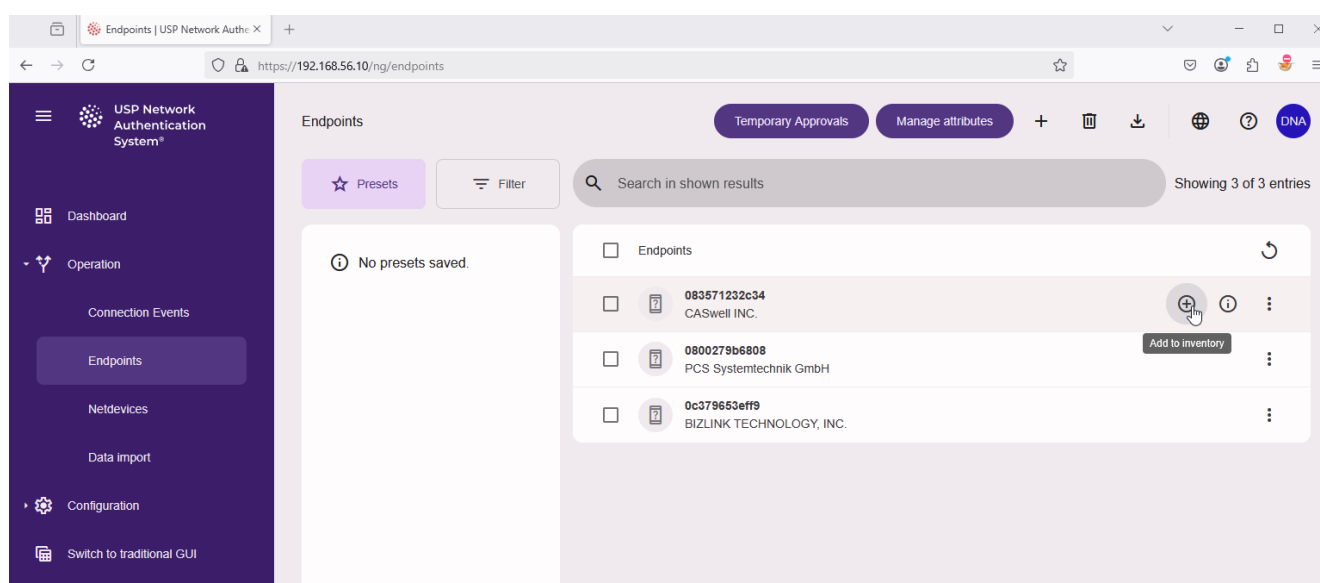 Endpoints | USP Network Authe
https://192.168.56.10/ng/endpoints
USP Network
Authentication
System®
Endpoints
Temporary Approvals
Manage attributes
DNA
Presets
Filter
Search in shown results
Showing 3 of 3 entries
Dashboard
Operation
Connection Events
Endpoints
Netdevices
Data import
Configuration
Switch to traditional GUI
No presets saved.
Endpoints
083571232c34
CASwell INC.
Add to inventory
0800279b6808
PCS Systemtechnik GmbH
0c379653eff9
BIZLINK TECHNOLOGY, INC.